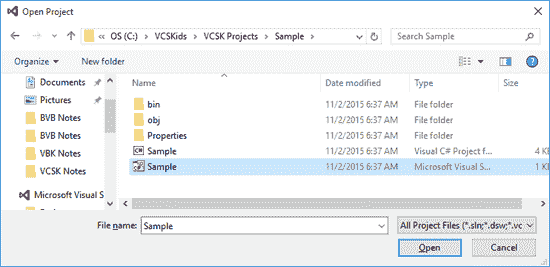 Open Project
« OS (C:) › VCSKids › VCSK Projects › Sample ›
Search Sample
Organize
New folder
Name
Date modified
Type
Size
Documents
Pictures
BVB Notes
BVB Notes
VBK Notes
VCSK Notes
Microsoft Visual S
bin 11/2/2015 6:37 AM File folder
obj 11/2/2015 6:37 AM File folder
Properties 11/2/2015 6:37 AM File folder
Sample 11/2/2015 6:37 AM Visual C# Project f... 4 K
Sample 11/2/2015 6:37 AM Microsoft Visual S... 1 K
File name: Sample
All Project Files (*.sln;*.dsw;*.vc
Open
Cancel